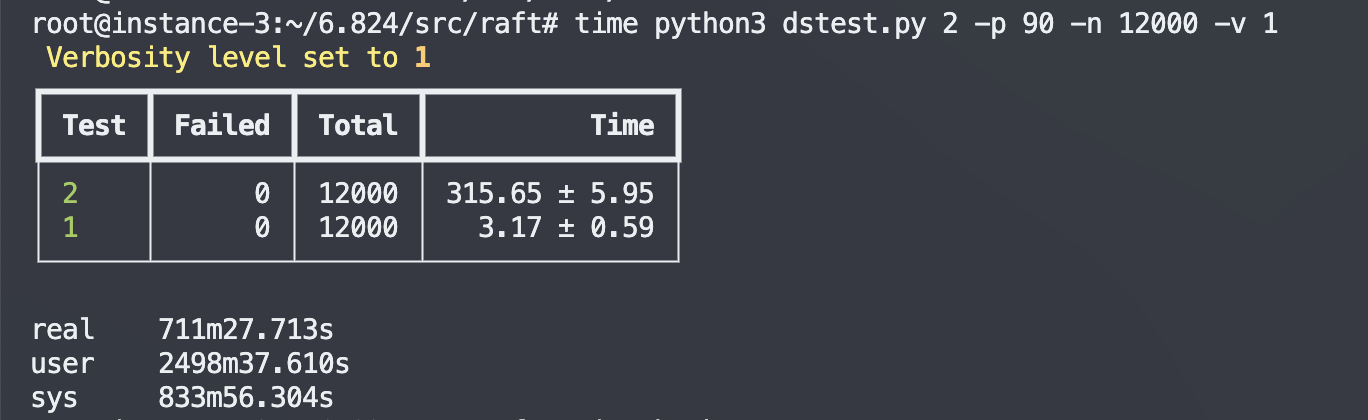 root@instance-3:~/6.824/src/raft# time python3 dstest.py 2 -p 90 -n 12000 -v 1
Verbosity level set to 1
Test Failed Total Time
2 0 12000 315.65 ± 5.95
1 0 12000 3.17 ± 0.59
real 711m27.713s
user 2498m37.610s
sys 833m56.304s